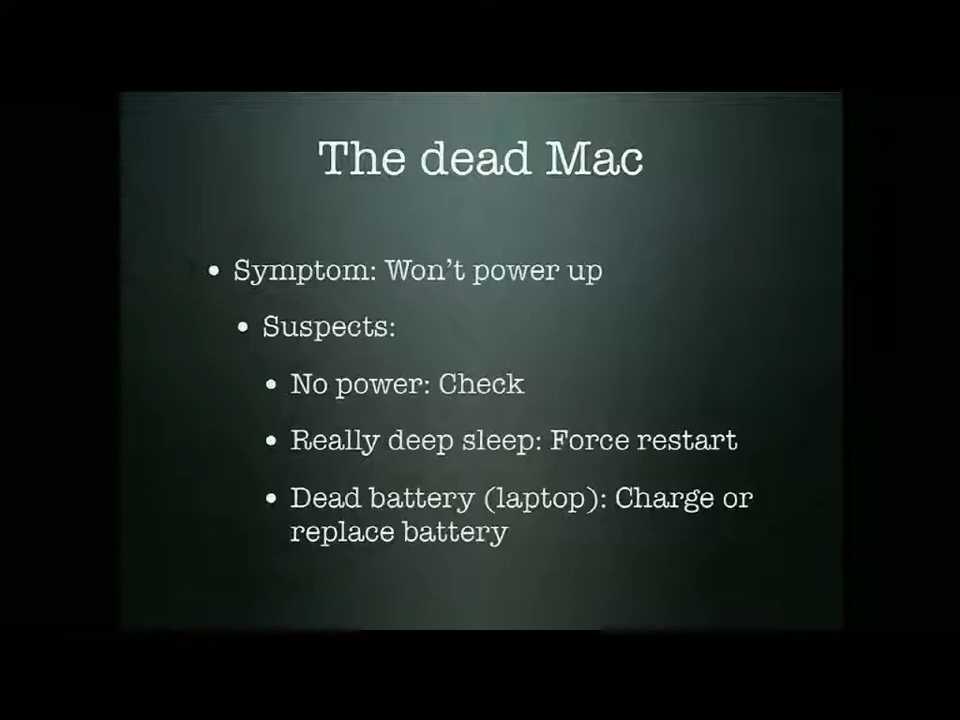 The dead Mac
• Symptom: Won't power up
• Suspects:
• No power: Check
• Really deep sleep: Force restart
• Dead battery (laptop): Charge or
replace battery